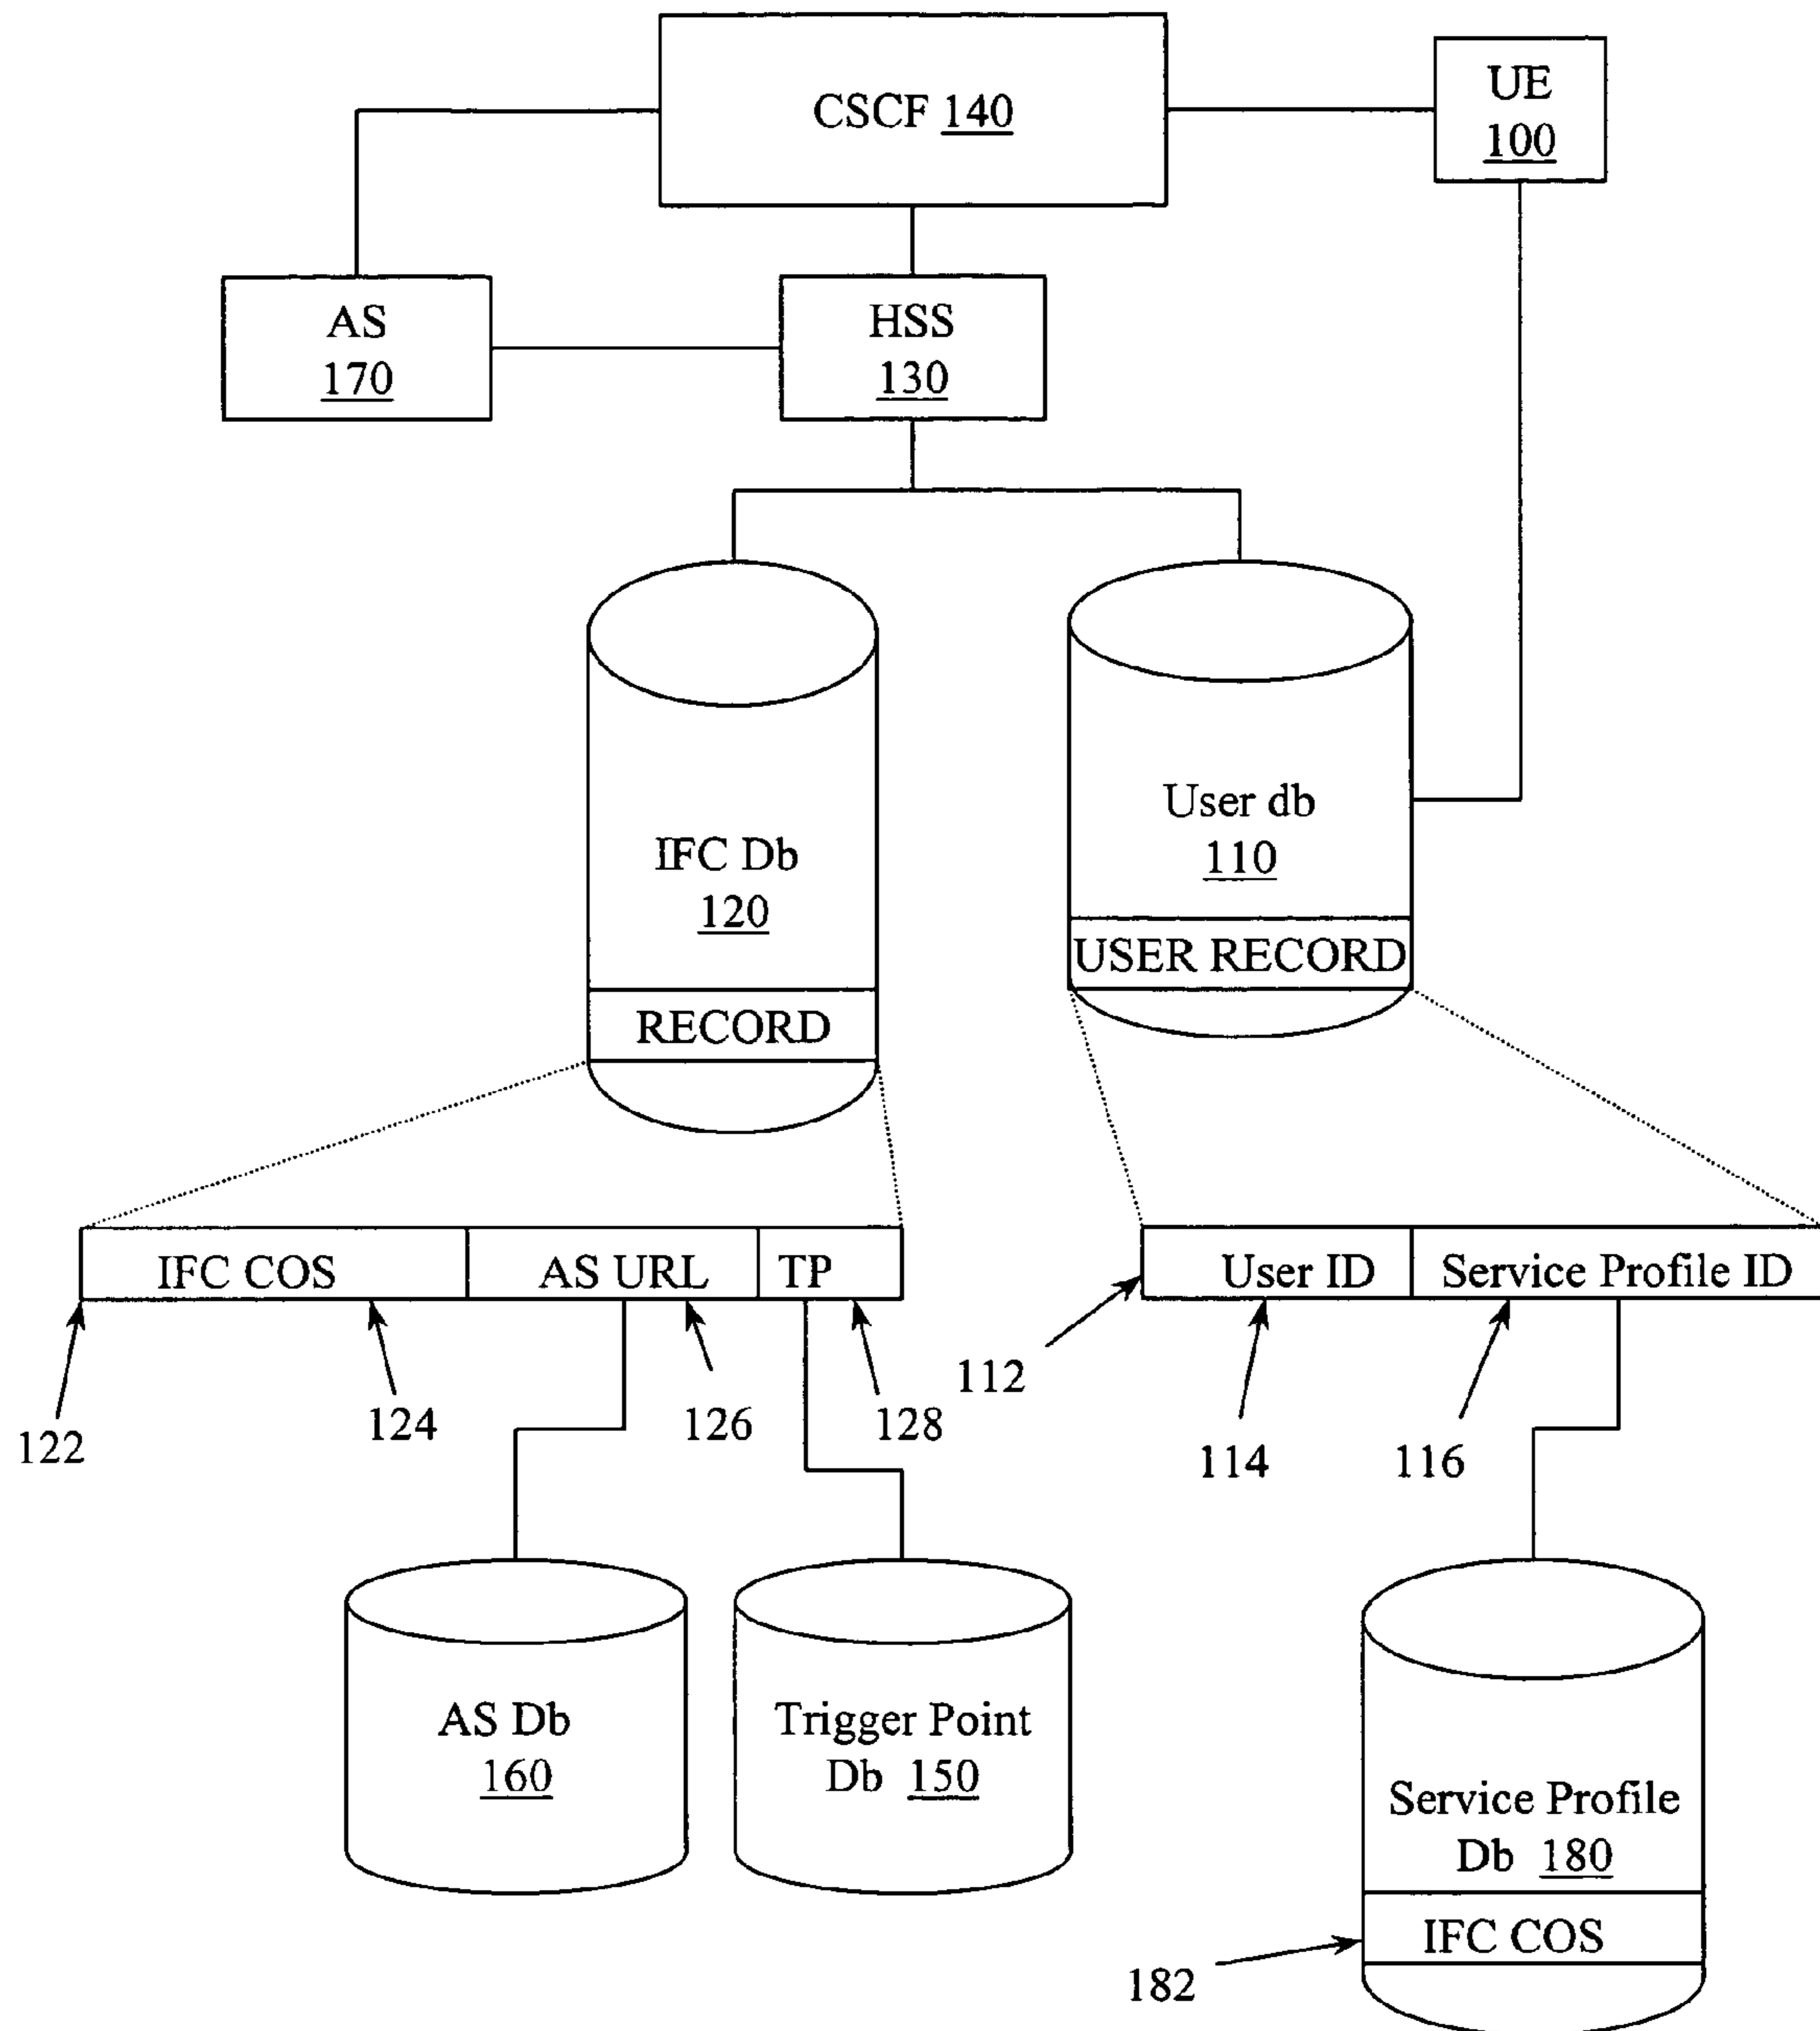 CSCF 140
UE
100
AS
170
HSS
130
IFC Db
120
RECORD
User db
110
USER RECORD
IFC COS
AS URL
TP
User ID
Service Profile ID
122
124
126
128
112
114
116
AS Db
160
Trigger Point
Db 150
Service Profile
Db 180
IFC COS
182